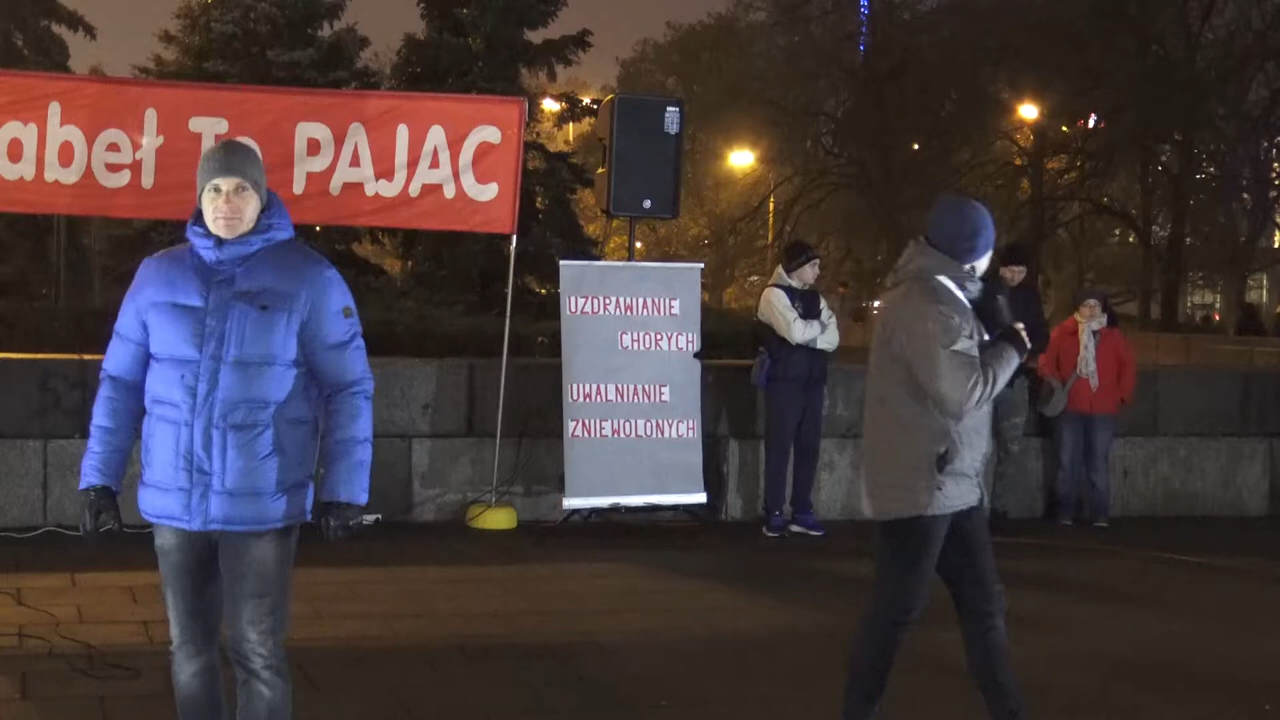 abeł To PAJAC
UZDRAWIANIE
CHORYCH
UWALNIANIE
ZNIEWOLONYCH